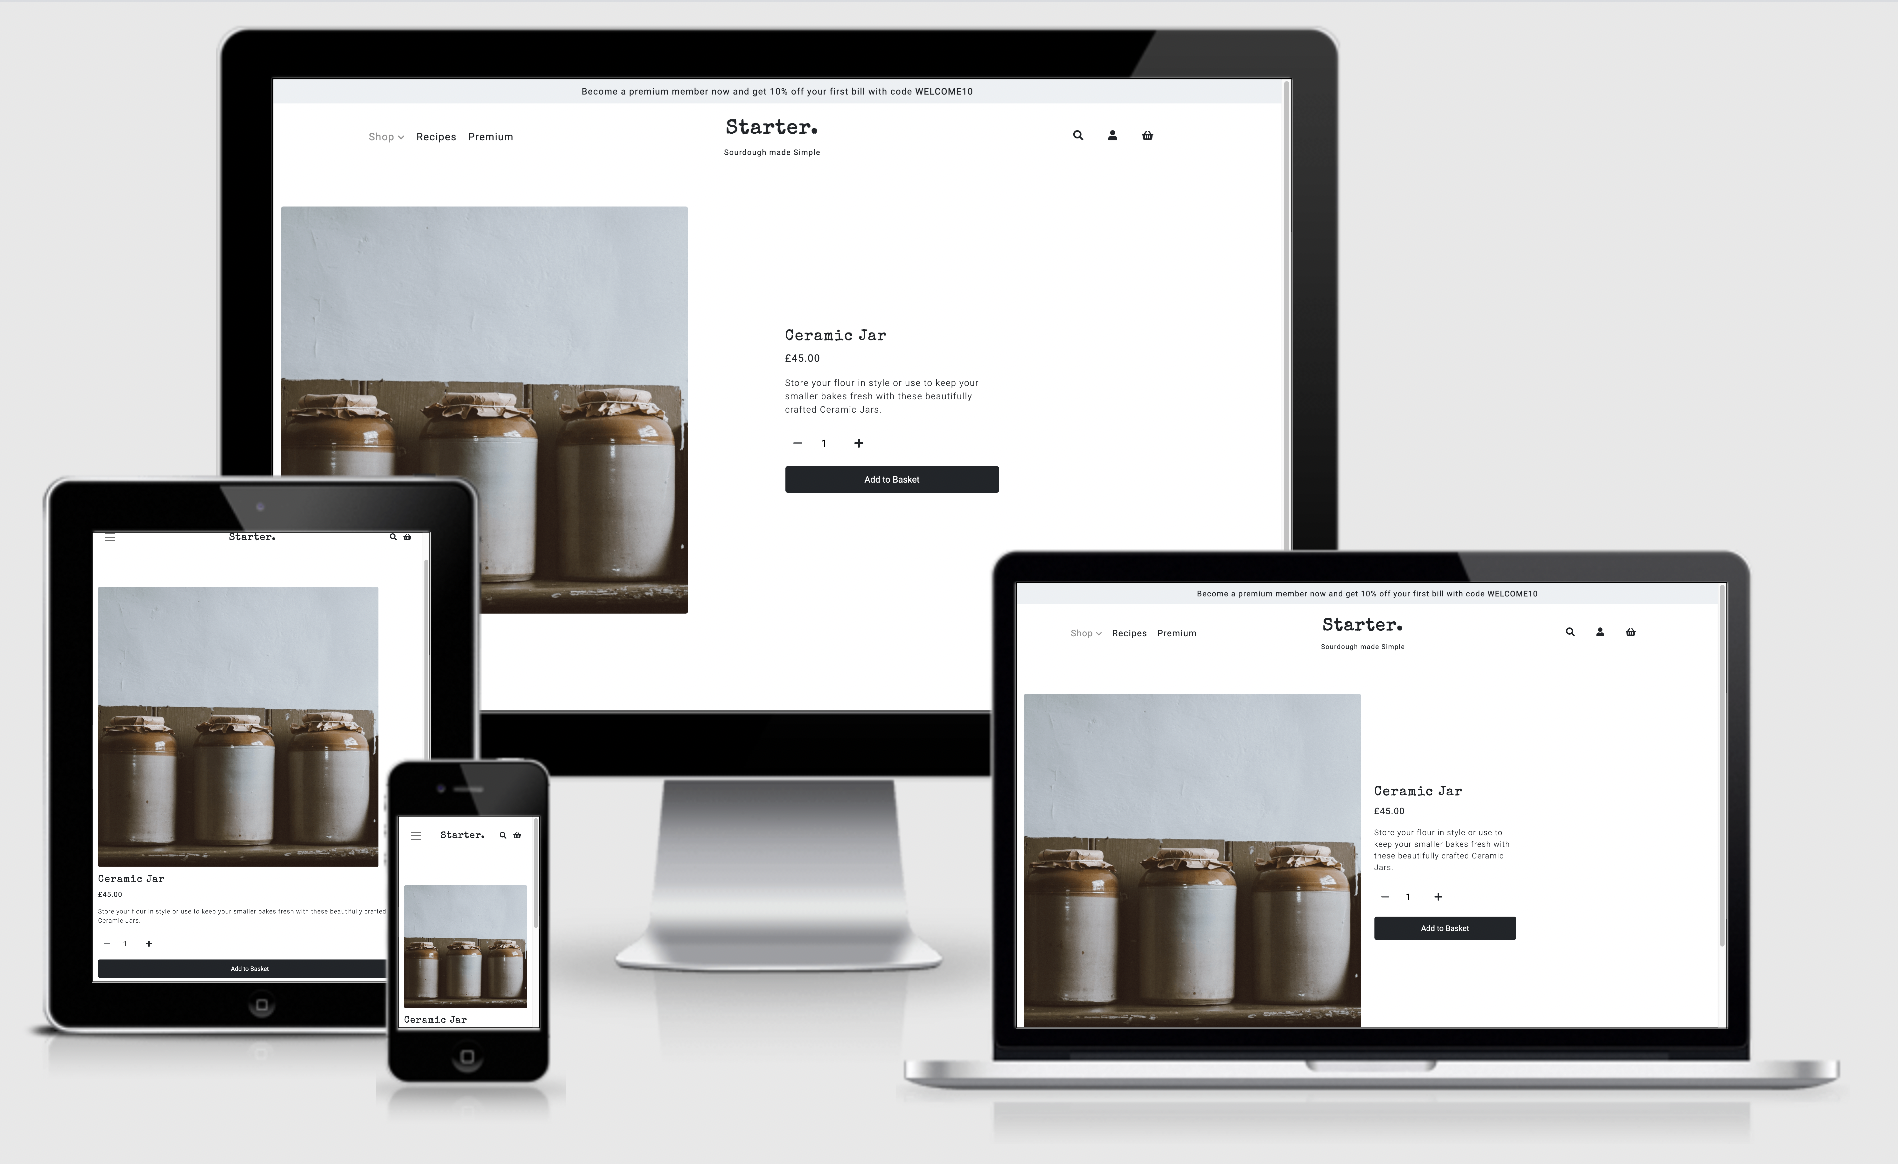 Become a premium member now and get 10% off your first bill with code WELCOME10
Shop Recipes Premium
Starter.
Sourdough made Simple
Ceramic Jar
£45.00
Store your flour in style or use to keep your
smaller bakes fresh with these beautifully
crafted Ceramic Jars.
1
Add to Basket
Starter.
Ceramic Jar
£45.00
Store your flour in style or use to keep your smaller bakes fresh with these beautifully crafted
Ceramic Jars.
1
Add to Basket
Starter.
Ceramic Jar
Become a premium member now and get 10% off your first bill with code WELCOME10
Shop Recipes Premium
Starter.
Sourdough made Simple
Ceramic Jar
£45.00
Store your flour in style or use to
keep your smaller bakes fresh with
these beautifully crafted Ceramic
Jars.
1
Add to Basket